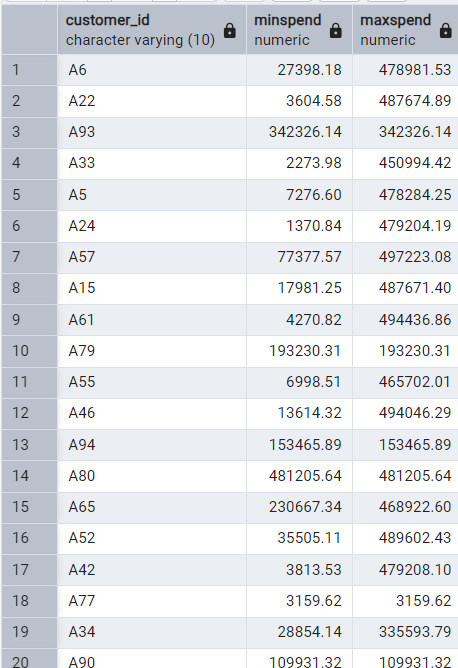 customer_id minspend maxspend
character varying (10) numeric numeric
1 A6 27398.18 478981.53
2 A22 3604.58 487674.89
3 A93 342326.14 342326.14
4 A33 2273.98 450994.42
5 A5 7276.60 478284.25
6 A24 1370.84 479204.19
7 A57 77377.57 497223.08
8 A15 17981.25 487671.40
9 A61 4270.82 494436.86
10 A79 193230.31 193230.31
11 A55 6998.51 465702.01
12 A46 13614.32 494046.29
13 A94 153465.89 153465.89
14 A80 481205.64 481205.64
15 A65 230667.34 468922.60
16 A52 35505.11 489602.43
17 A42 3813.53 479208.10
18 A77 3159.62 3159.62
19 A34 28854.14 335593.79
20 A90 109931.32 109931.32